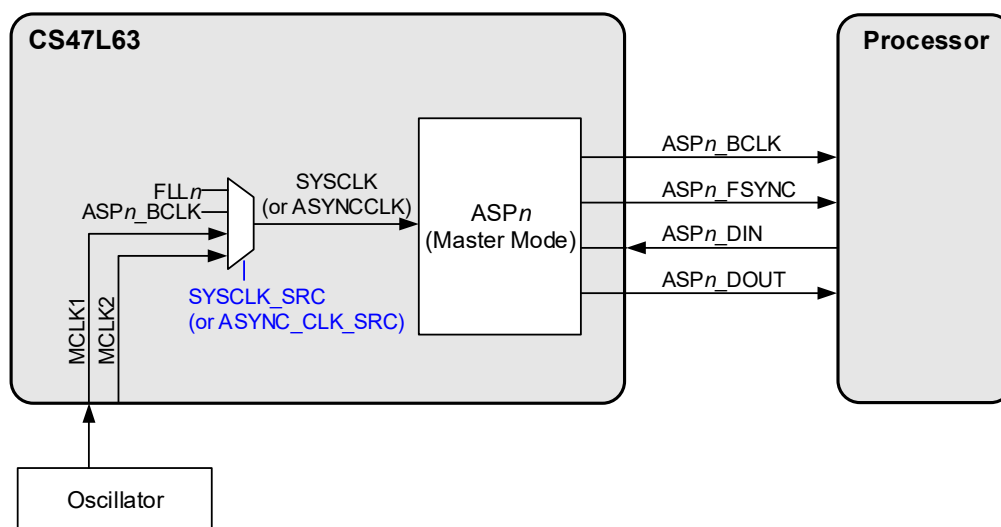 CS47L63
Processor
ASPn_BCLK
SYSCLK
(or ASYNCCLK)
FLLn
ASPn_FSYNC
ASPn_BCLK
ASPn
(Master Mode)
ASPn_DIN
ASPn_DOUT
SYSCLK_SRC
(or ASYNC_CLK_SRC)
MCLK1
MCLK2
Oscillator